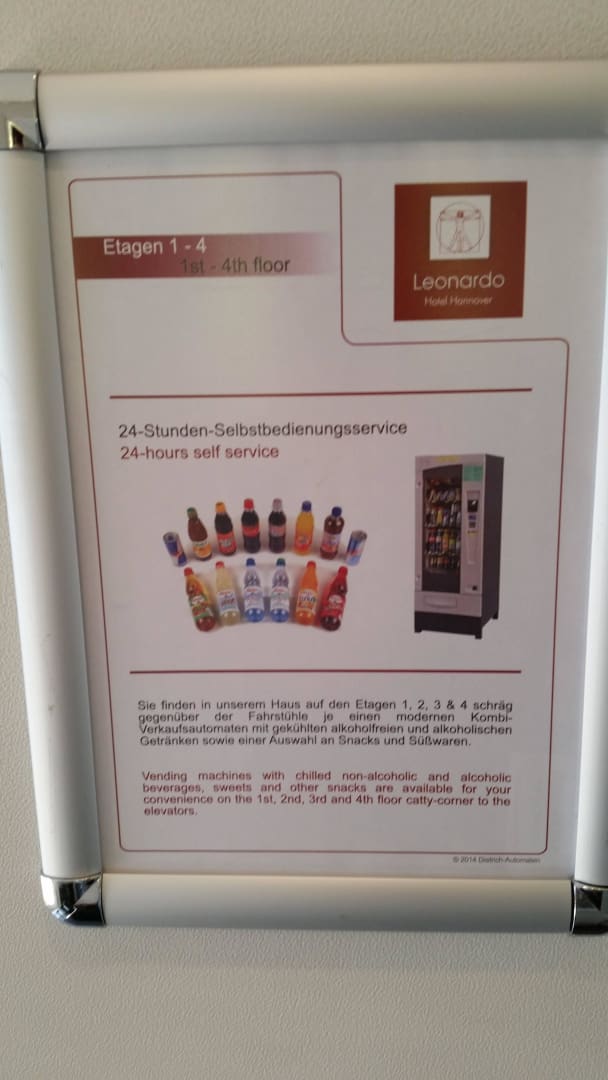 Etagen 1 - 4
1st - 4th floor
Leonardo
Hotel Hannover
24-Stunden-Selbstbedienungsservice
24-hours self service
Sie finden in unserem Haus auf den Etagen 1, 2, 3 & 4 schräg
gegenüber der Fahrstühle je einen modernen Kombi-
Verkaufsautomaten mit gekühlten alkoholfreien und alkoholischen
Getränken sowie einer Auswahl an Snacks und Süßwaren.
Vending machines with chilled non-alcoholic and alcoholic
beverages, sweets and other snacks are available for your
convenience on the 1st, 2nd, 3rd and 4th floor catty-corner to the
elevators.
© 2014 Dietrich-Automaten